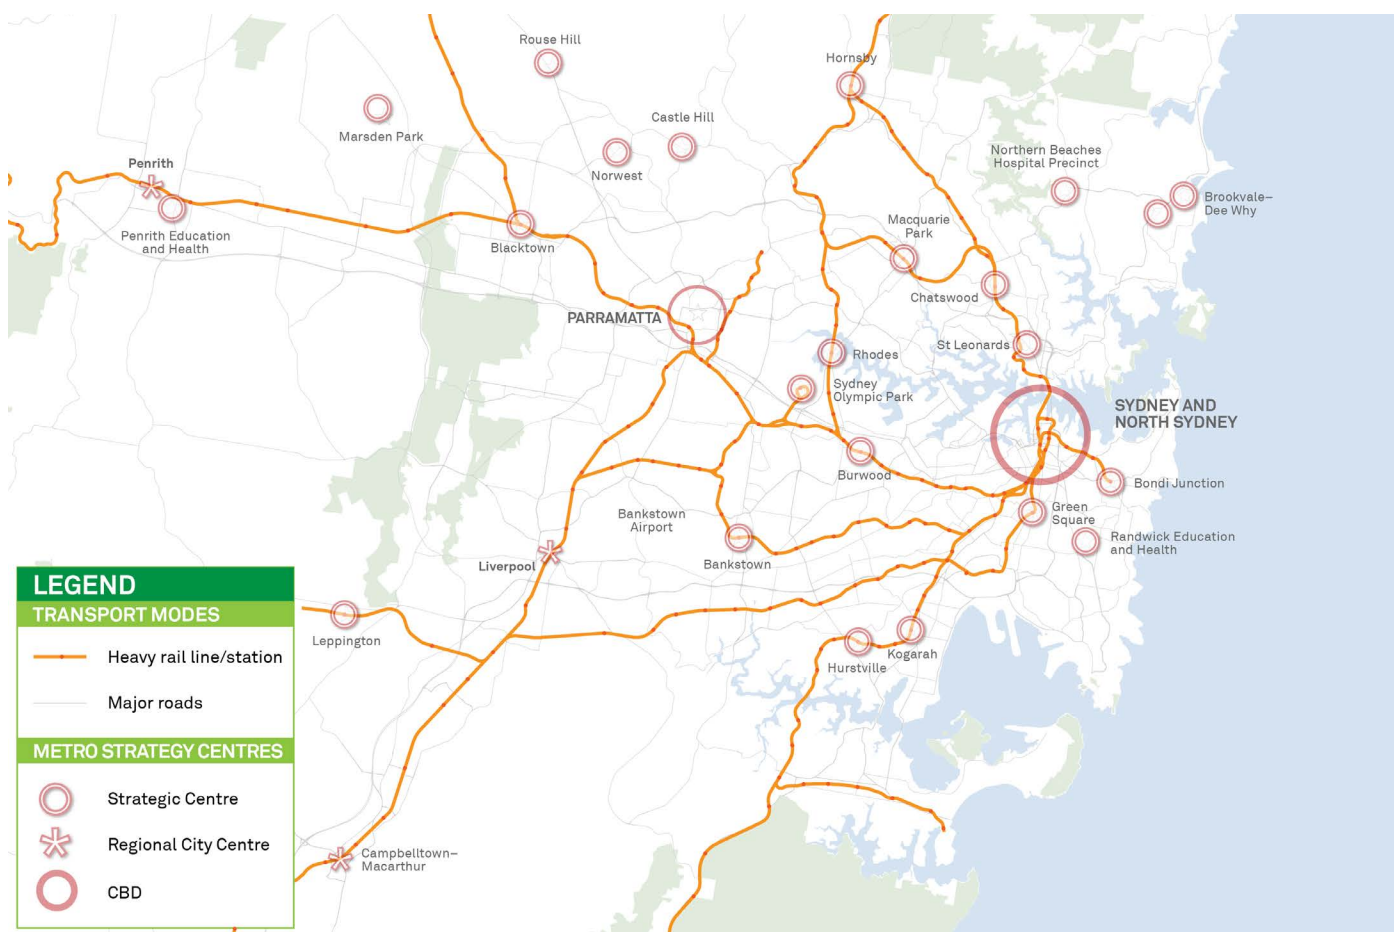 Rouse Hill
Hornsby
Marsden Park
Castle Hill
Norwest
Northern Beaches
Hospital Precinct
Penrith
Brookvale–
Dee Why
Penrith Education
and Health
Blacktown
Macquarie
Park
Chatswood
PARRAMATTA
St Leonards
Rhodes
Sydney
Olympic Park
SYDNEY AND
NORTH SYDNEY
Burwood
Bondi Junction
Bankstown
Airport
Green
Square
Randwick Education
and Health
Liverpool
Bankstown
Leppington
Hurstville
Kogarah
Campbelltown–
Macarthur
LEGEND
TRANSPORT MODES
Heavy rail line/station
Major roads
METRO STRATEGY CENTRES
Strategic Centre
Regional City Centre
CBD